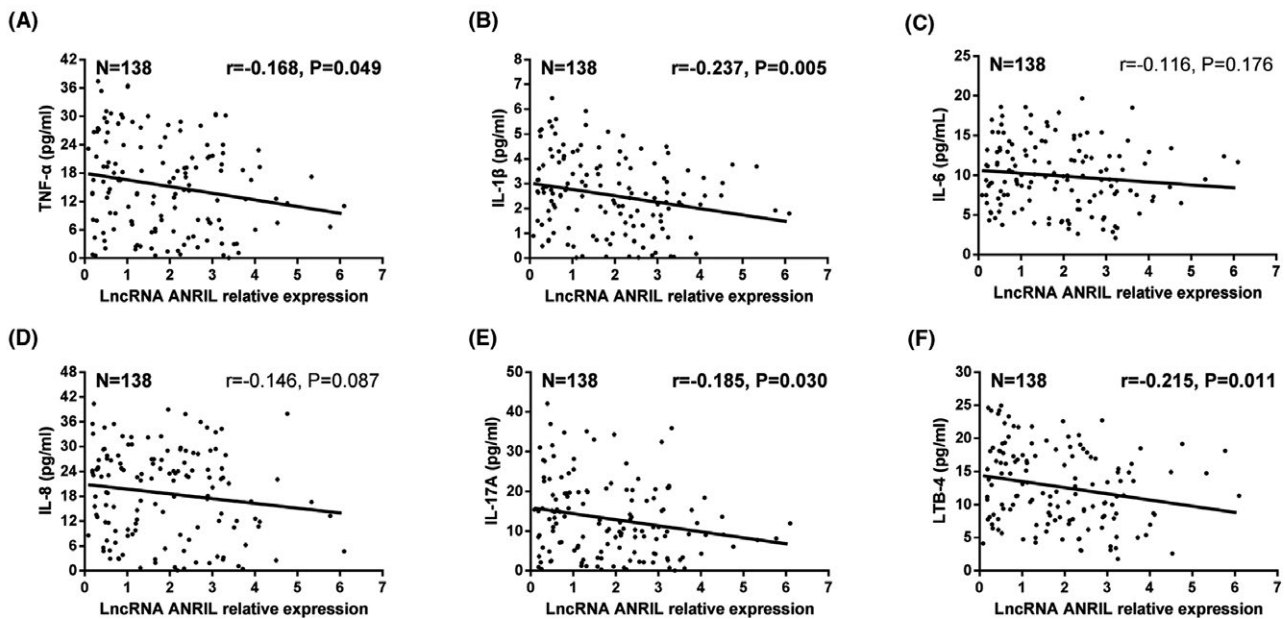 (A)
N=138 r=-0.168, P=0.049
TNF-α (pg/ml)
42
36
30
24
18
12
6
0
0 1 2 3 4 5 6 7
LncRNA ANRIL relative expression
(B)
N=138 r=-0.237, P=0.005
IL-1β (pg/ml)
8
7
6
5
4
3
2
1
0
0 1 2 3 4 5 6 7
LncRNA ANRIL relative expression
(C)
N=138 r=-0.116, P=0.176
IL-6 (pg/mL)
25
20
15
10
5
0
0 1 2 3 4 5 6 7
LncRNA ANRIL relative expression
(D)
N=138 r=-0.146, P=0.087
IL-8 (pg/ml)
48
42
36
30
24
18
12
6
0
0 1 2 3 4 5 6 7
LncRNA ANRIL relative expression
(E)
N=138 r=-0.185, P=0.030
IL-17A (pg/ml)
50
40
30
20
10
0
0 1 2 3 4 5 6 7
LncRNA ANRIL relative expression
(F)
N=138 r=-0.215, P=0.011
LTB-4 (pg/ml)
30
25
20
15
10
5
0
0 1 2 3 4 5 6 7
LncRNA ANRIL relative expression